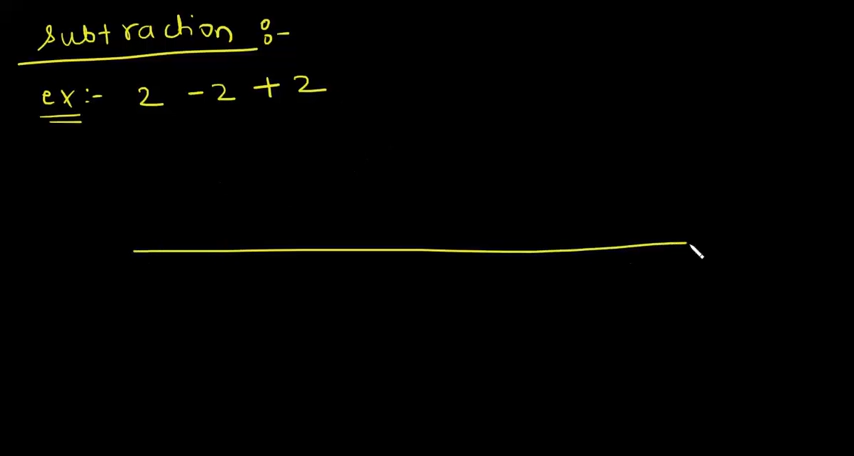 Subtraction :-
ex :- 2 - 2 + 2